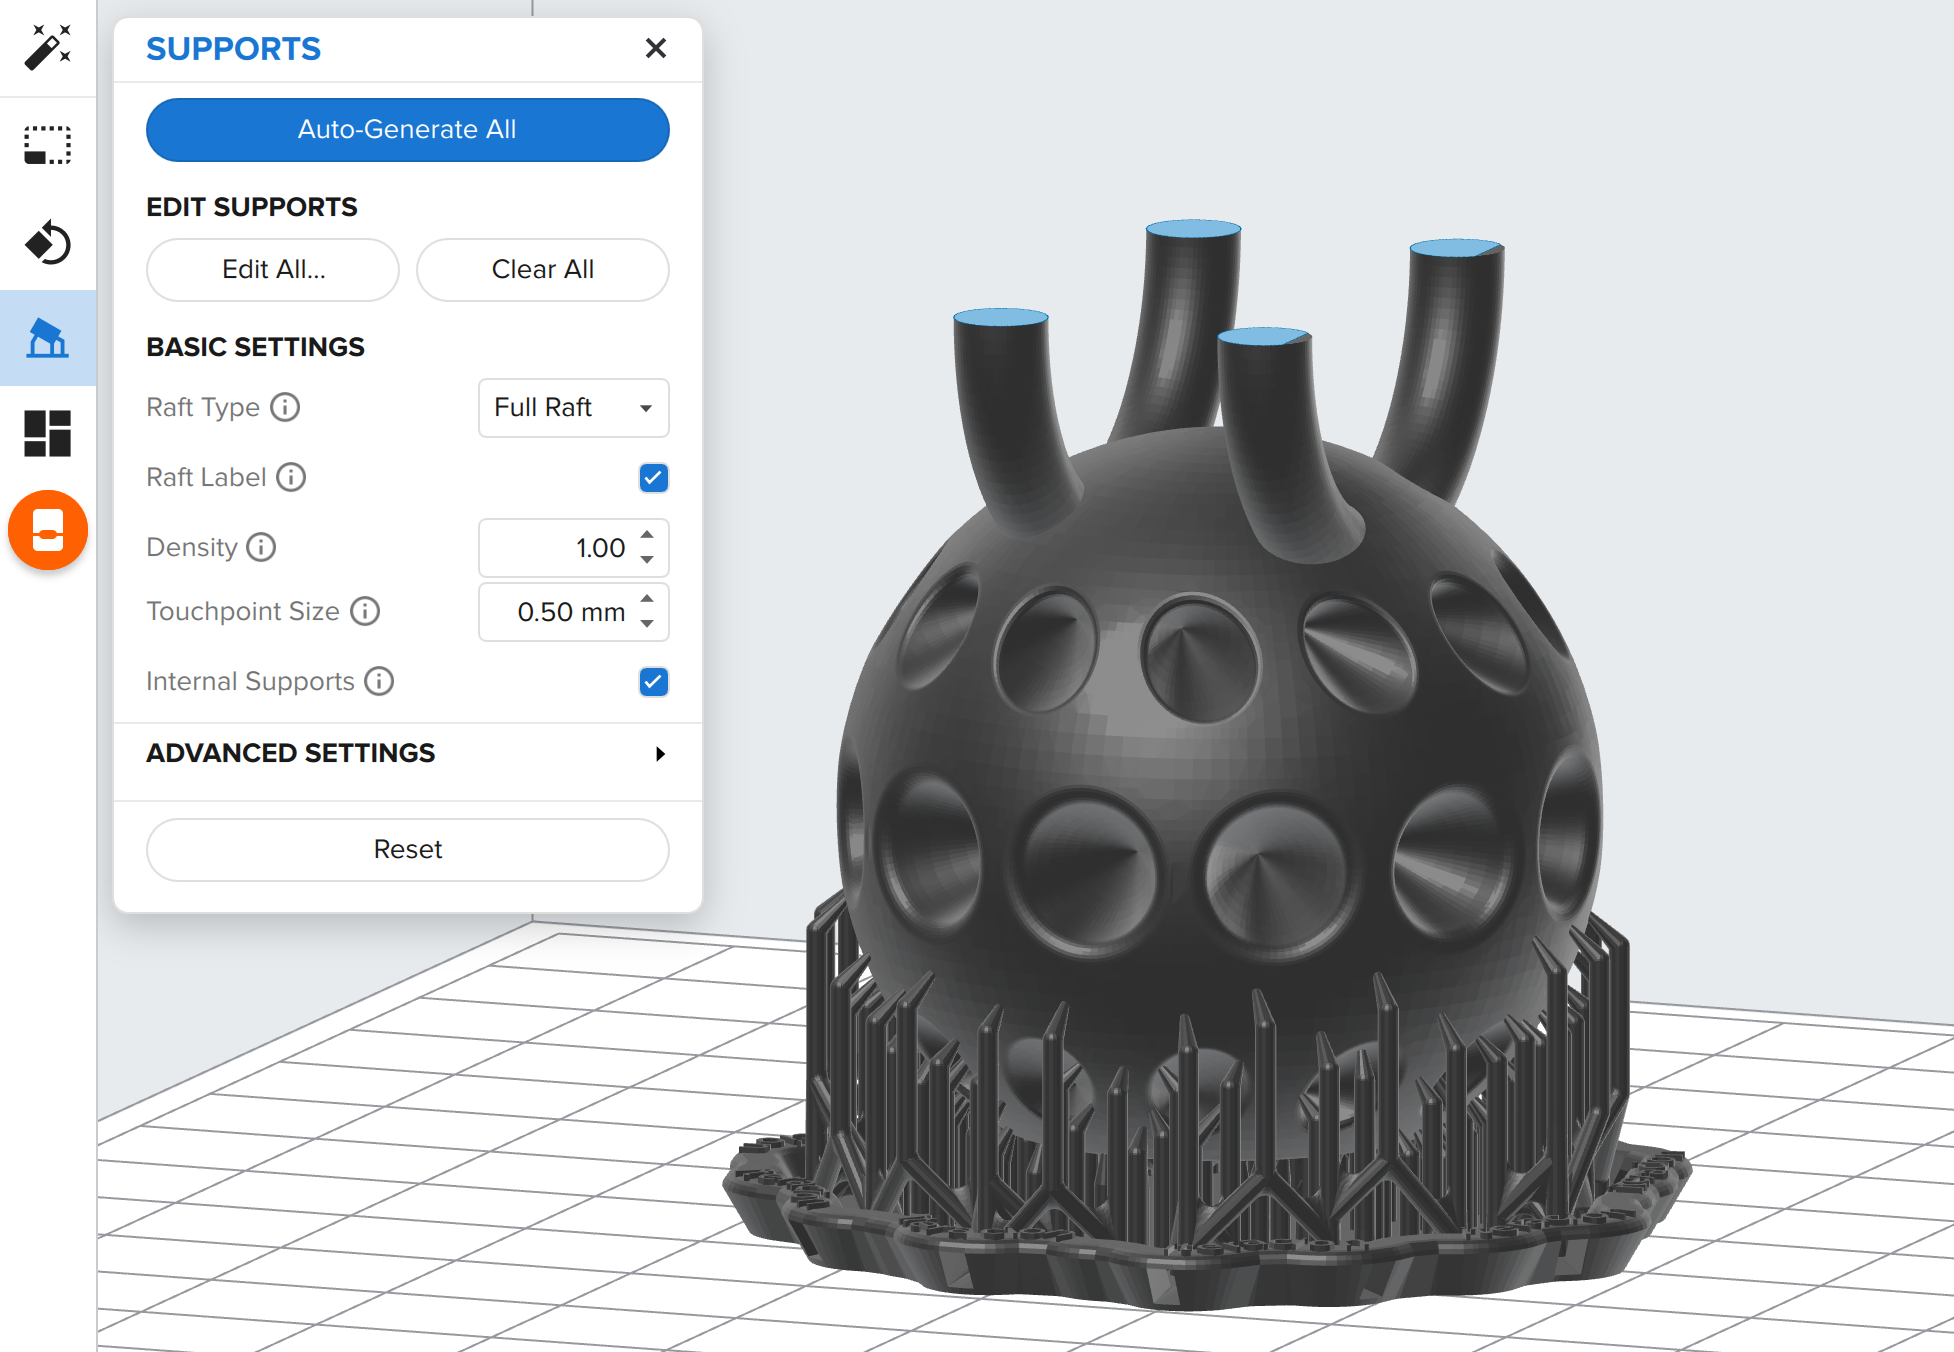 SUPPORTS
Auto-Generate All
EDIT SUPPORTS
Edit All...
Clear All
BASIC SETTINGS
Raft Type
Full Raft
Raft Label
Density
1.00
Touchpoint Size
0.50 mm
Internal Supports
ADVANCED SETTINGS
Reset